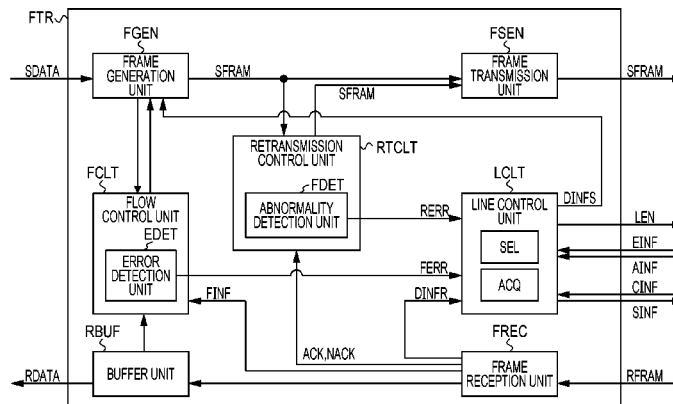 FTR
FGEN
FSEN
SDATA
FRAME
GENERATION
UNIT
SFRAM
FRAME
TRANSMISSION
UNIT
SFRAM
SFRAM
RETRANSMISSION
CONTROL UNIT
RTCLT
FDET
ABNORMALITY
DETECTION UNIT
FCLT
FLOW
CONTROL UNIT
EDET
ERROR
DETECTION
UNIT
RERR
FERR
FINF
DINFR
LCLT
DINFS
LINE CONTROL
UNIT
SEL
ACQ
LEN
EINF
AINF
CINF
SINF
RBUF
ACK,NACK
FREC
RDATA
BUFFER UNIT
FRAME
RECEPTION UNIT
RFRAM